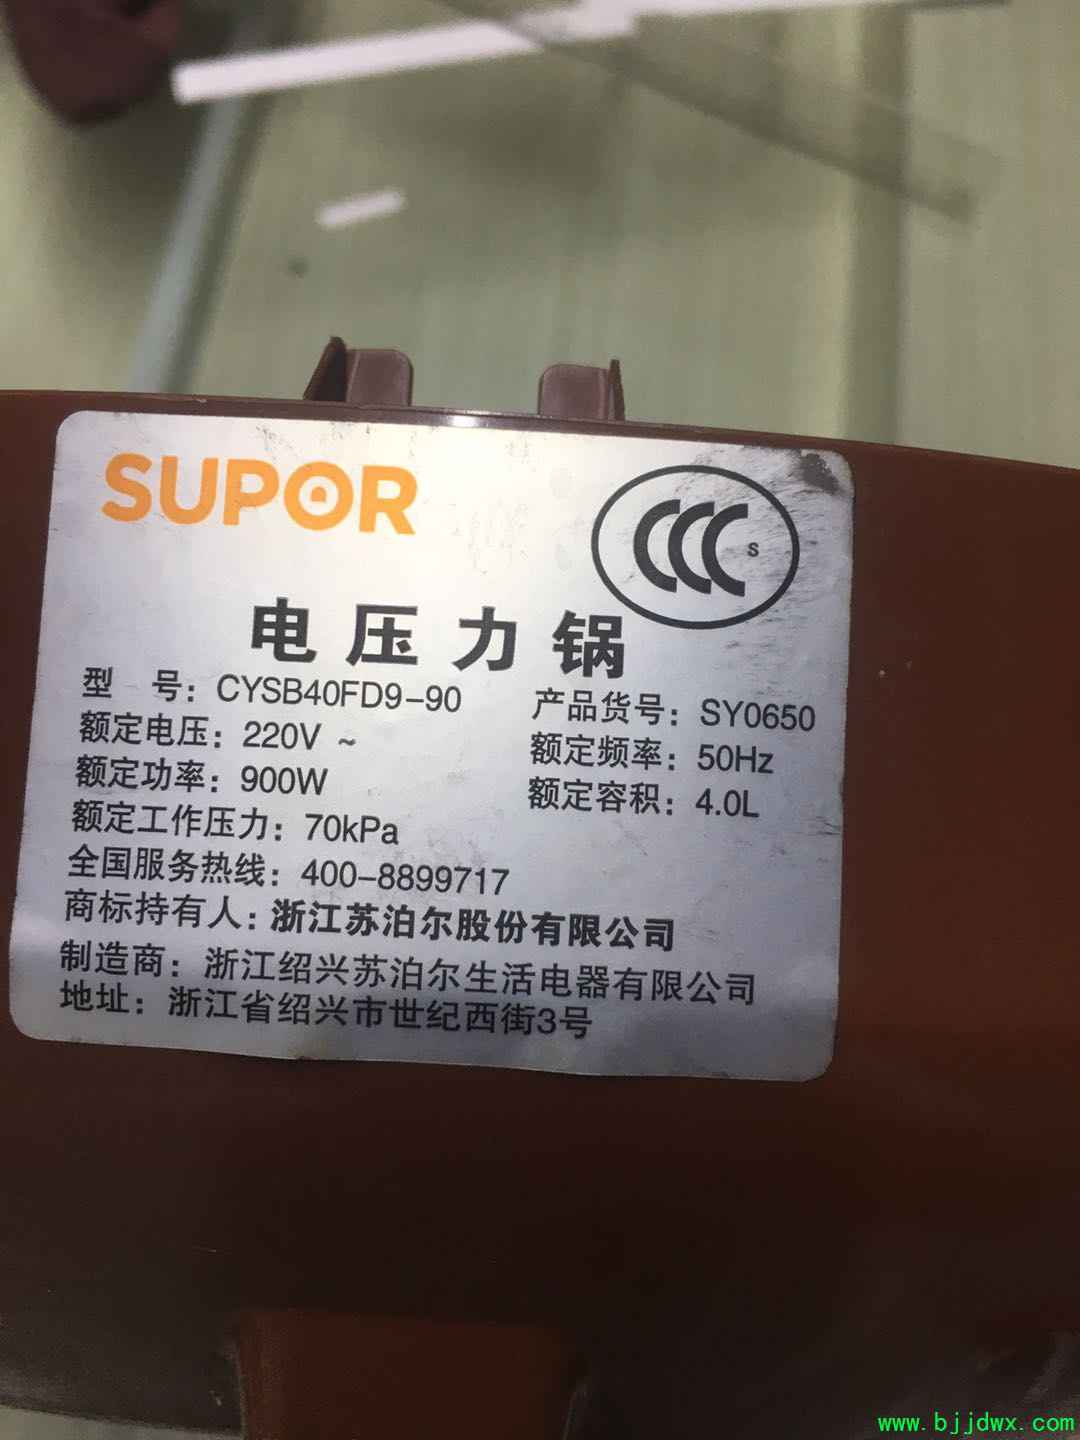 SUPOR
CCC S
电压力锅
型 号：CYSB40FD9-90 产品货号：SY0650
额定电压：220V ~ 额定频率：50Hz
额定功率：900W 额定容积：4.0L
额定工作压力：70kPa
全国服务热线：400-8899717
商标持有人：浙江苏泊尔股份有限公司
制造商：浙江绍兴苏泊尔生活电器有限公司
地址：浙江省绍兴市世纪西街3号
www.bjjdwx.com